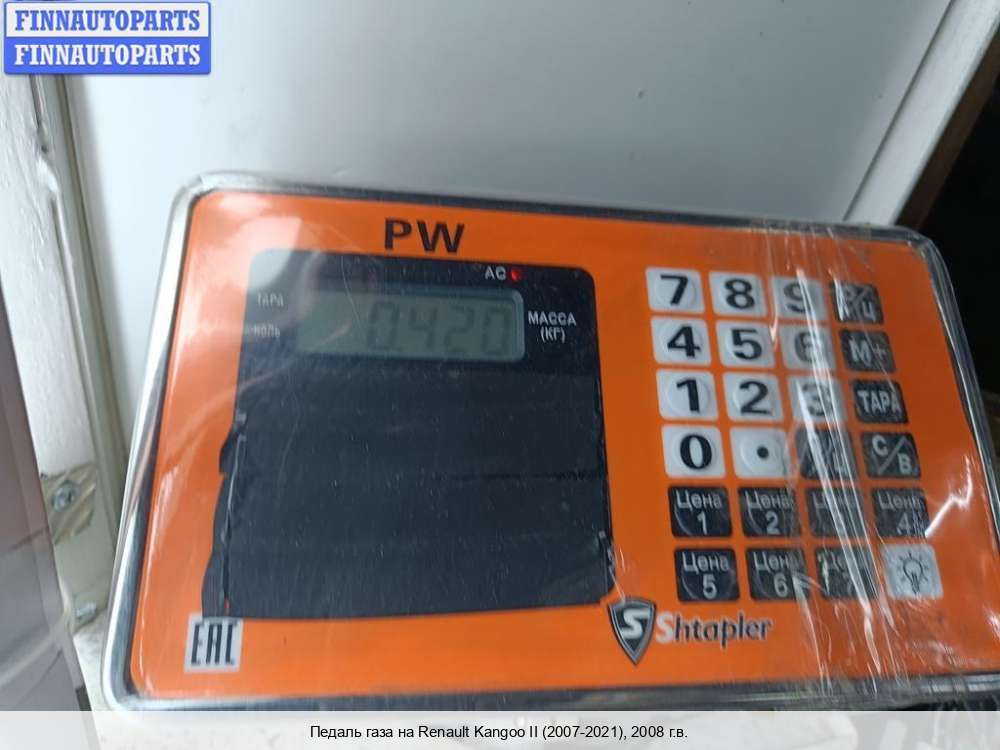 FINNAUTOPARTS
FINNAUTOPARTS
PW
AC
ТАРА
МАССА
(КГ)
0.420
7 8 9
4 5 6 M+
1 2 3 ТАРА
0 . С/В
Цена 1 Цена 2 Цена 4
Цена 5 Цена 6
EAC
Shtapler
Педаль газа на Renault Kangoo II (2007-2021), 2008 г.в.